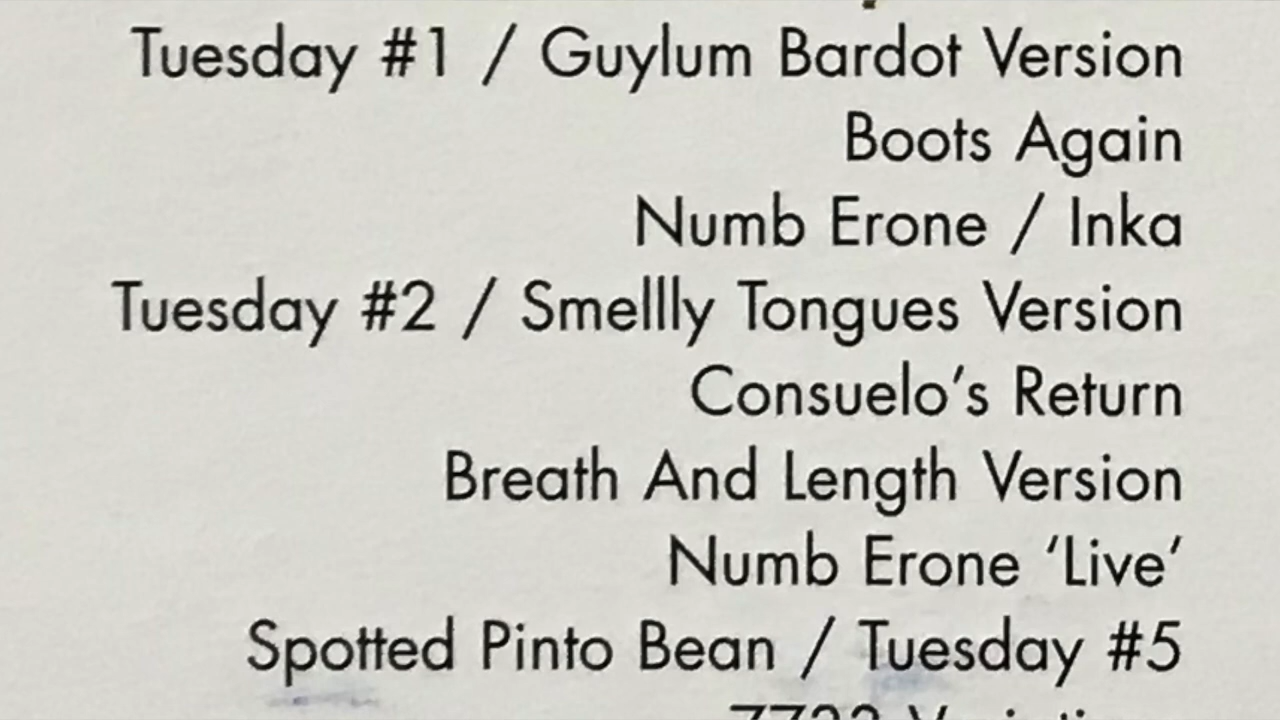 Tuesday #1 / Guylum Bardot Version
Boots Again
Numb Erone / Inka
Tuesday #2 / Smellly Tongues Version
Consuelo's Return
Breath And Length Version
Numb Erone 'Live'
Spotted Pinto Bean / Tuesday #5